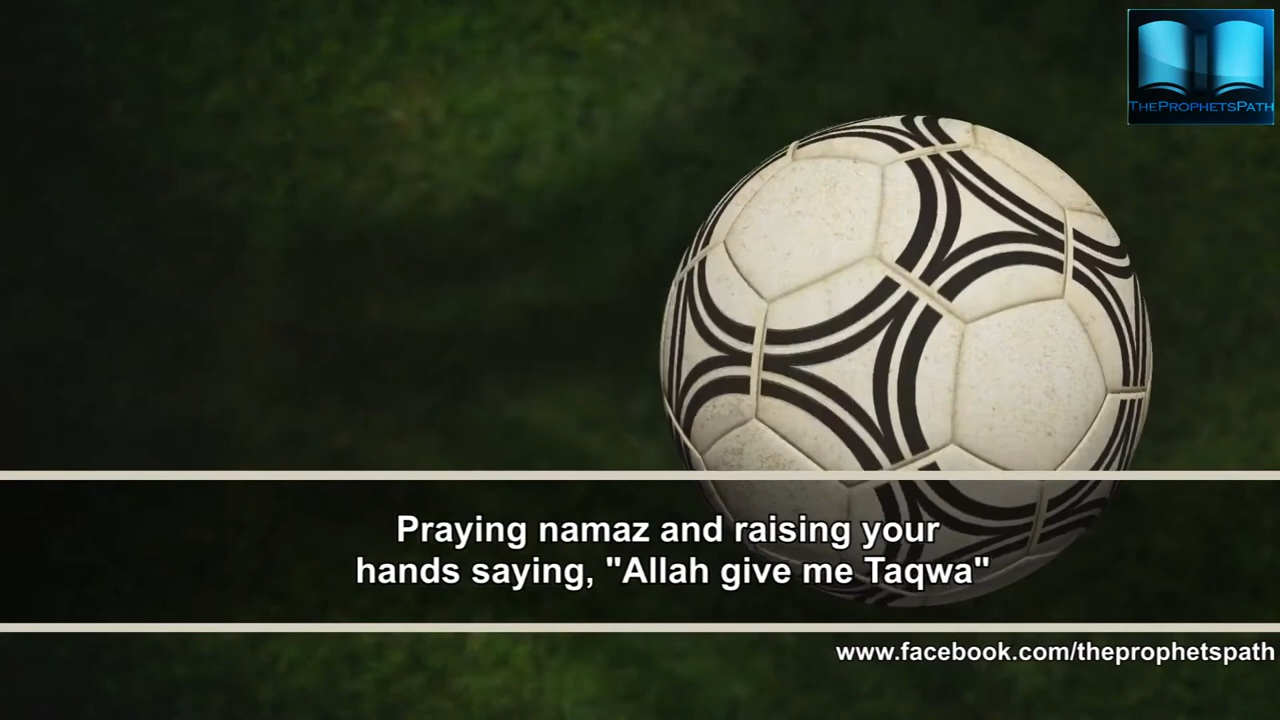 THEPROPHETSPATH
Praying namaz and raising your
hands saying, "Allah give me Taqwa"
www.facebook.com/theprophetspath